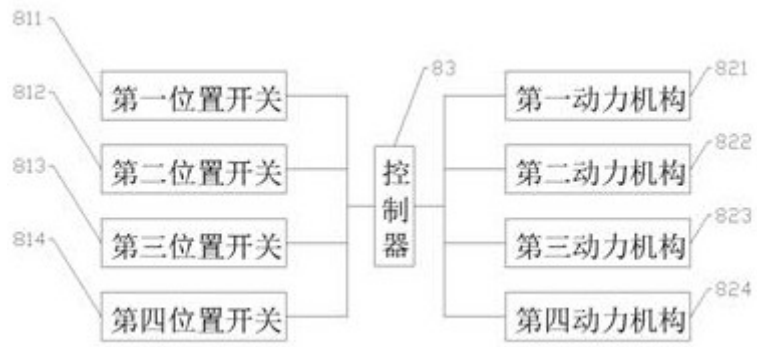 811
第一位置开关
812
第二位置开关
813
第三位置开关
814
第四位置开关
83
控制器
821
第一动力机构
822
第二动力机构
823
第三动力机构
824
第四动力机构